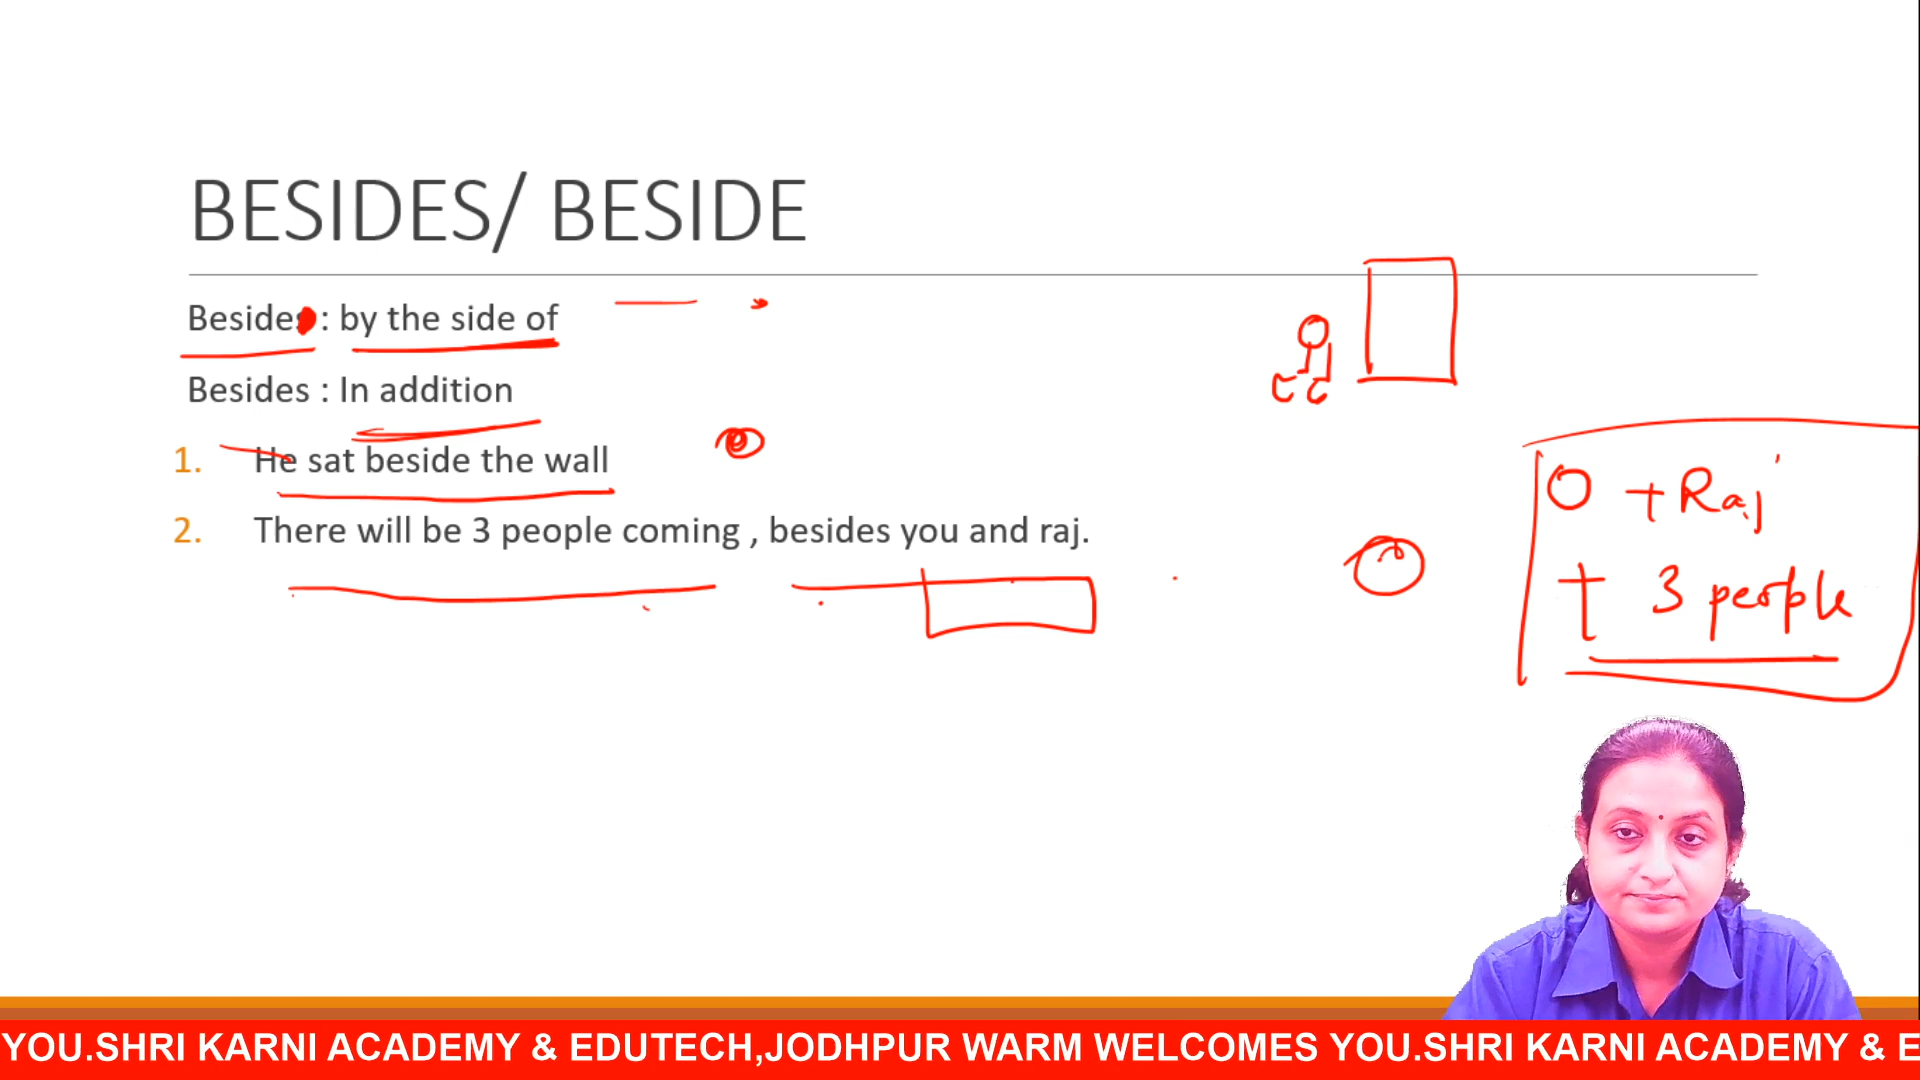 BESIDES/ BESIDE
Beside : by the side of
Besides : In addition
1. He sat beside the wall
2. There will be 3 people coming , besides you and raj.
+ Raj
+ 3 people
YOU.SHRI KARNI ACADEMY & EDUTECH,JODHPUR WARM WELCOMES YOU.SHRI KARNI ACADEMY & E